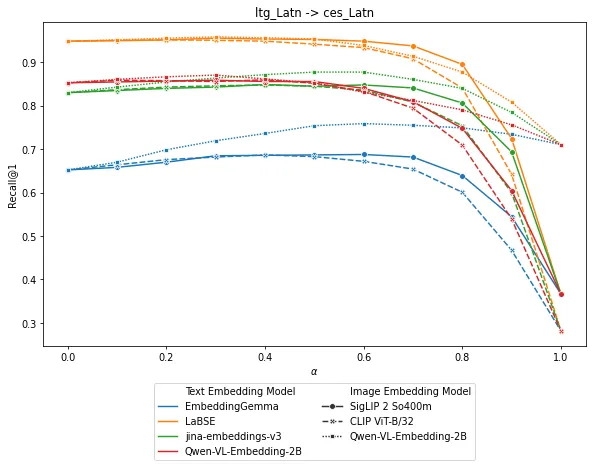 ltg_Latn -> ces_Latn
Recall@1
0.9
0.8
0.7
0.6
0.5
0.4
0.3
0.0
0.2
0.4
0.6
0.8
1.0
α
Text Embedding Model
EmbeddingGemma
LaBSE
jina-embeddings-v3
Qwen-VL-Embedding-2B
Image Embedding Model
SigLIP 2 So400m
CLIP ViT-B/32
Qwen-VL-Embedding-2B